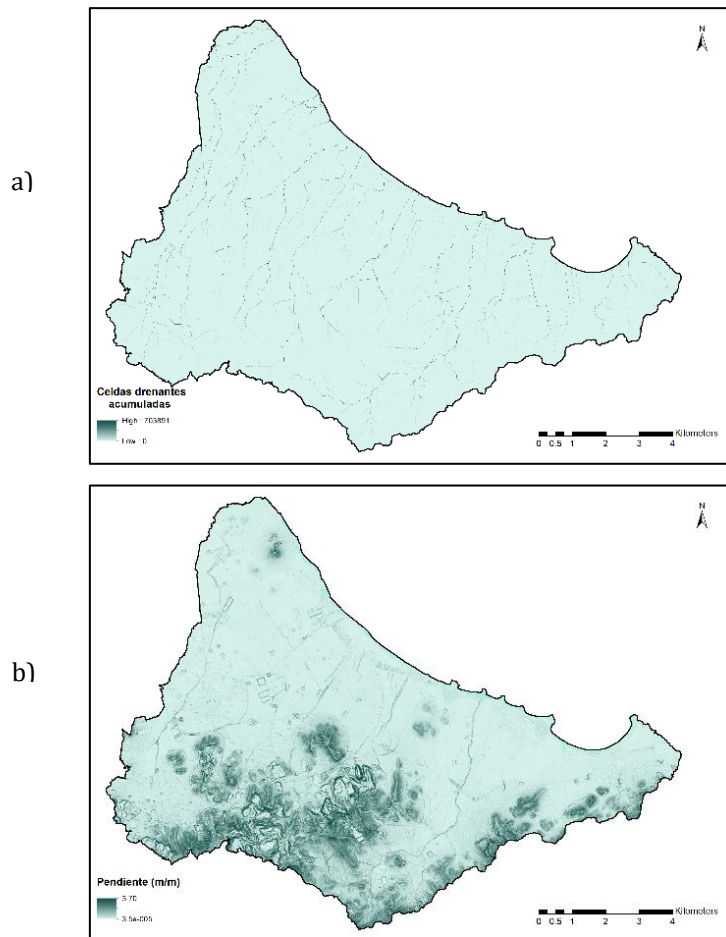 a)
N
Celdas drenantes
acumuladas
High : 703891
Low : 0
Kilometers
0 0.5 1 2 3 4
b)
N
Pendiente (m/m)
3.70
3.5e-005
Kilometers
0 0.5 1 2 3 4